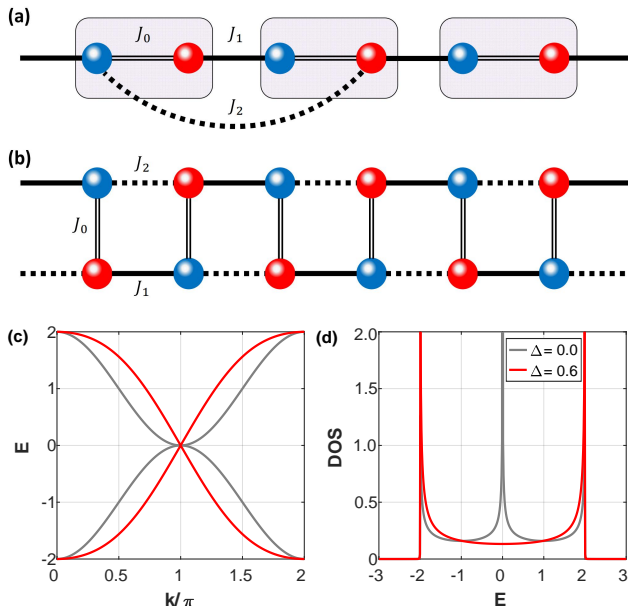 (a)
J₀
J₁
J₂
(b)
J₂
J₀
J₁
(c)
2
1
0
-1
-2
E
0
0.5
1
1.5
2
k/π
(d)
2.0
1.5
1.0
0.5
0
DOS
Δ = 0.0
Δ = 0.6
-3
-2
-1
0
1
2
3
E